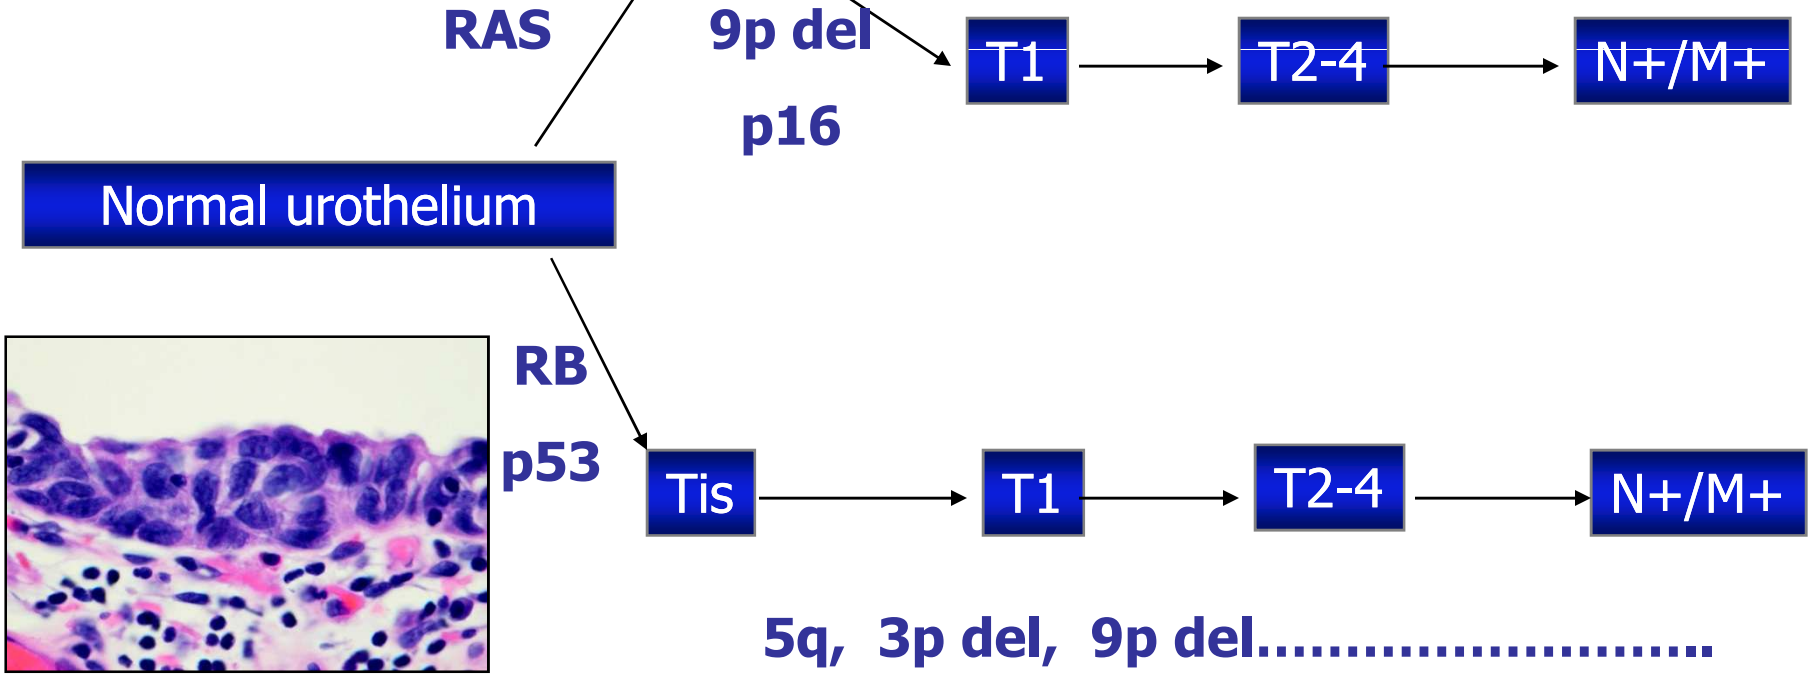 RAS 9p del T1 T2-4 N+/M+
p16
Normal urothelium
RB
p53 Tis T1 T2-4 N+/M+
5q, 3p del, 9p del..........................